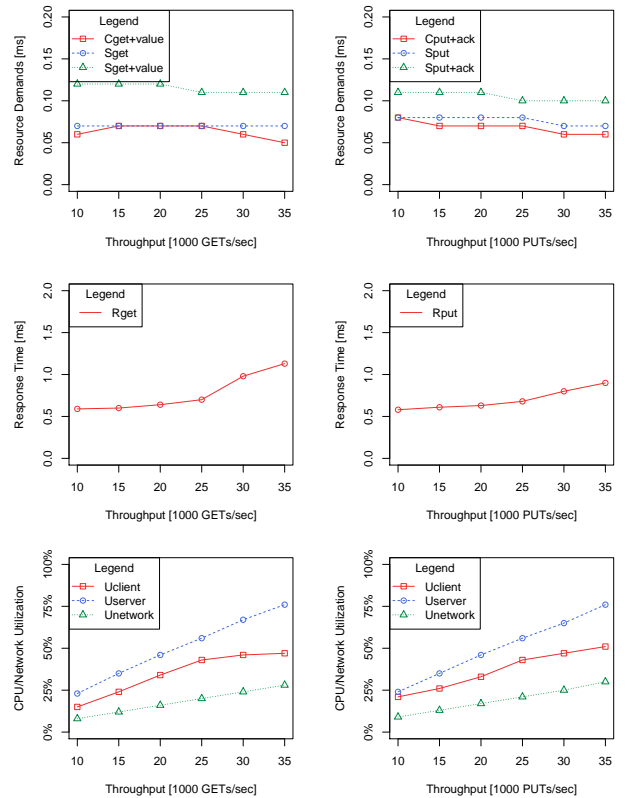 Legend
Cget+value
Sget
Sget+value
Resource Demands [ms]
0.00 0.05 0.10 0.15 0.20
10 15 20 25 30 35
Throughput [1000 GETs/sec]
Legend
Cput+ack
Sput
Sput+ack
Resource Demands [ms]
0.00 0.05 0.10 0.15 0.20
10 15 20 25 30 35
Throughput [1000 PUTs/sec]
Legend
Rget
Response Time [ms]
0.0 0.5 1.0 1.5 2.0
10 15 20 25 30 35
Throughput [1000 GETs/sec]
Legend
Rput
Response Time [ms]
0.0 0.5 1.0 1.5 2.0
10 15 20 25 30 35
Throughput [1000 PUTs/sec]
Legend
Uclient
Userver
Unetwork
CPU/Network Utilization
0% 25% 50% 75% 100%
10 15 20 25 30 35
Throughput [1000 GETs/sec]
Legend
Uclient
Userver
Unetwork
CPU/Network Utilization
0% 25% 50% 75% 100%
10 15 20 25 30 35
Throughput [1000 PUTs/sec]